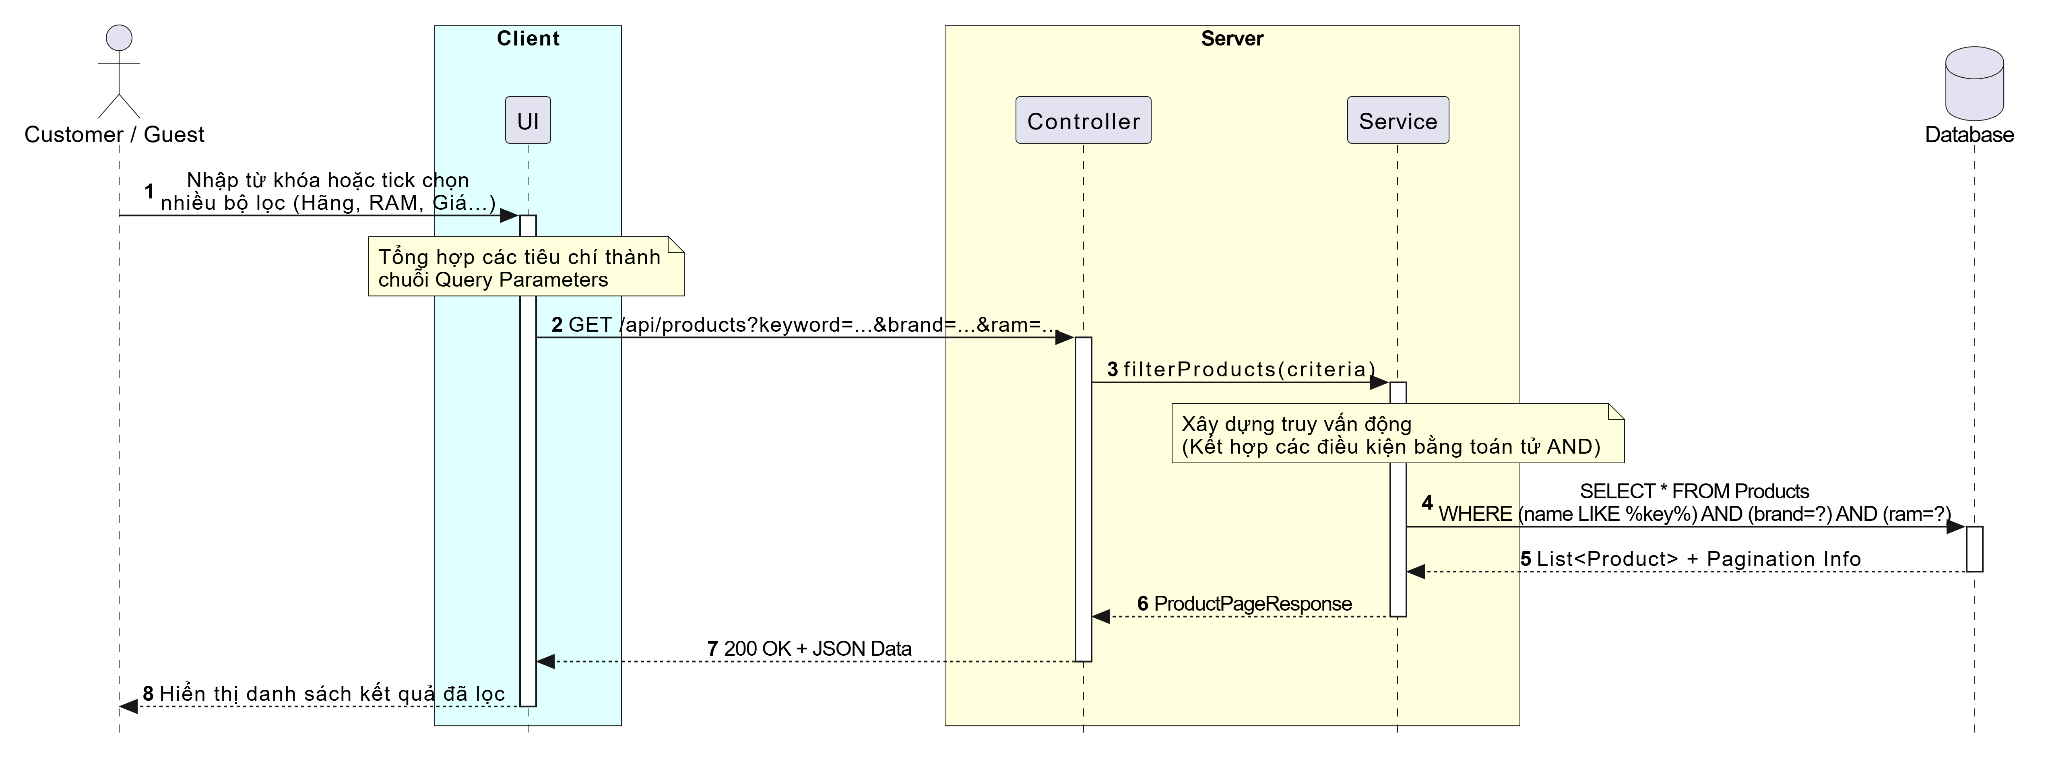 Client
Server
UI
Controller
Service
Customer / Guest
Database
1 Nhập từ khóa hoặc tick chọn
nhiều bộ lọc (Hãng, RAM, Giá...)
Tổng hợp các tiêu chí thành
chuỗi Query Parameters
2 GET /api/products?keyword=...&brand=...&ram=...
3 filterProducts(criteria)
Xây dựng truy vấn động
(Kết hợp các điều kiện bằng toán tử AND)
4 SELECT * FROM Products
WHERE (name LIKE %key%) AND (brand=?) AND (ram=?)
5 List<Product> + Pagination Info
6 ProductPageResponse
7 200 OK + JSON Data
8 Hiển thị danh sách kết quả đã lọc